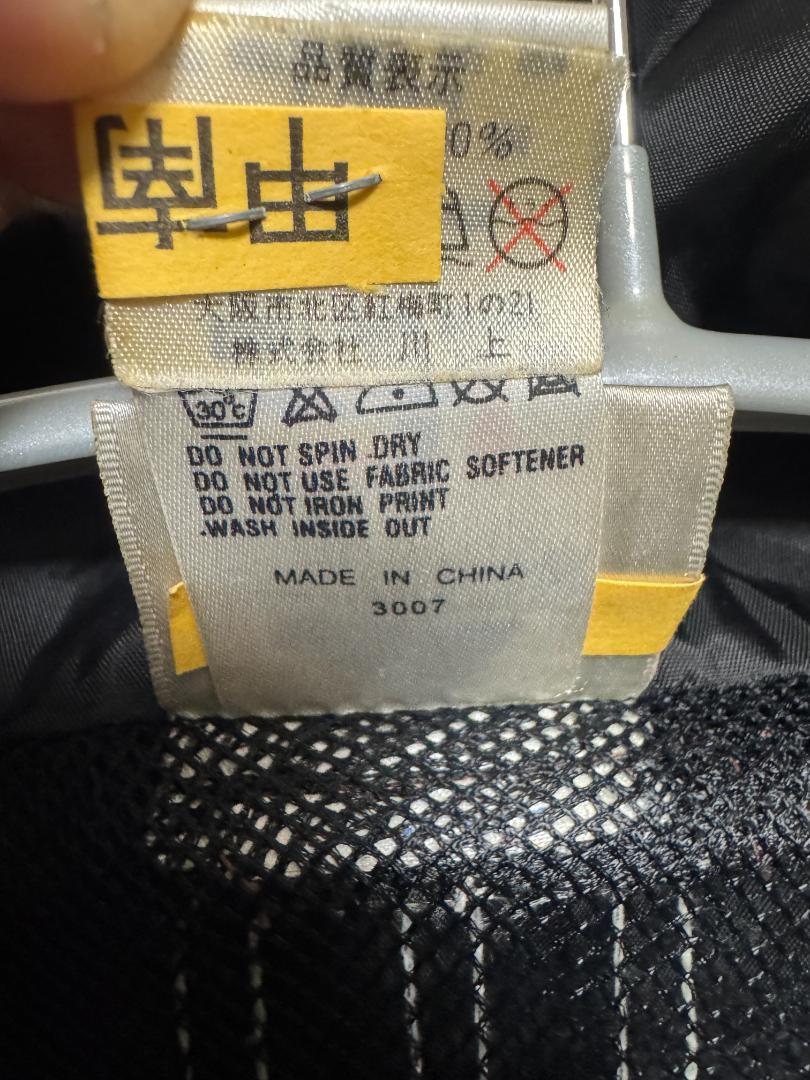 品質表示
0%
大阪市北区紅梅町1の21
株式会社 川上
30°c
DO NOT SPIN DRY
DO NOT USE FABRIC SOFTENER
DO NOT IRON PRINT
.WASH INSIDE OUT
MADE IN CHINA
3007